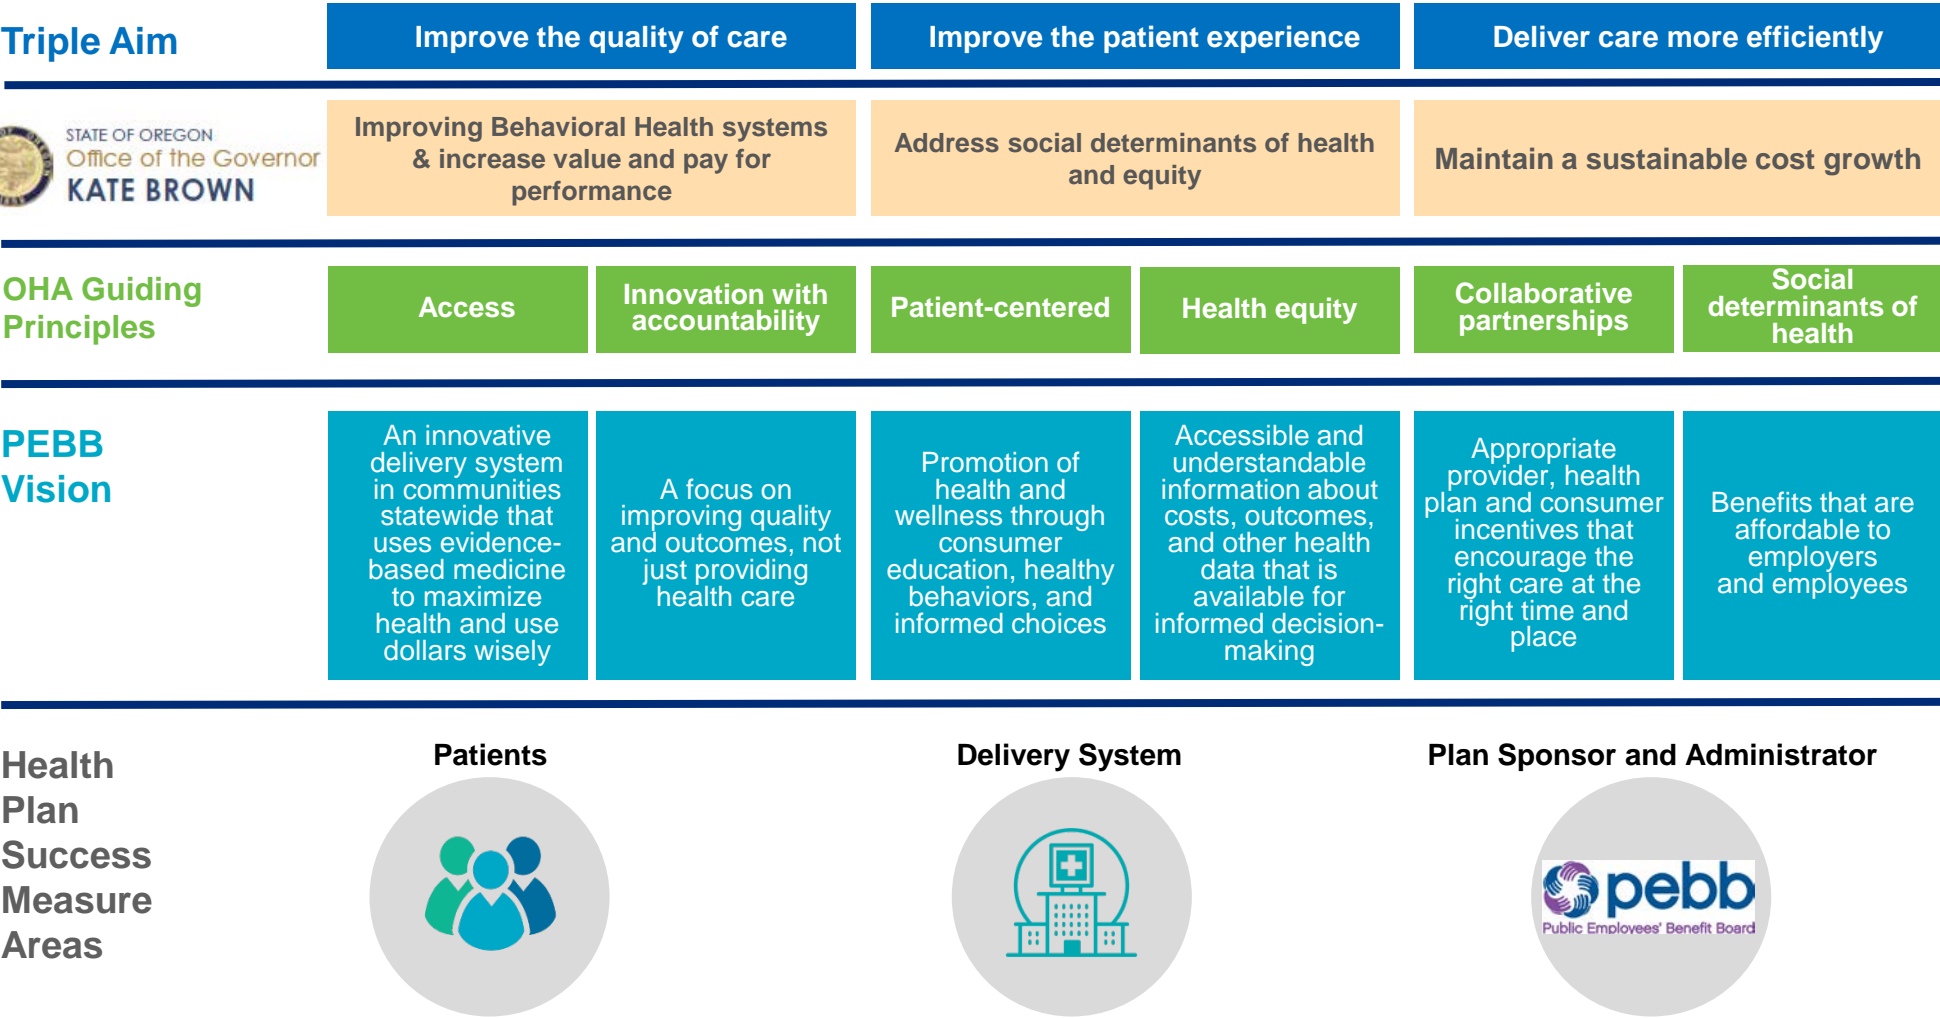 Triple Aim
Improve the quality of care
Improve the patient experience
Deliver care more efficiently
STATE OF OREGON
Office of the Governor
KATE BROWN
Improving Behavioral Health systems
& increase value and pay for
performance
Address social determinants of health
and equity
Maintain a sustainable cost growth
OHA Guiding
Principles
Access
Innovation with
accountability
Patient-centered
Health equity
Collaborative
partnerships
Social
determinants of
health
PEBB
Vision
An innovative
delivery system
in communities
statewide that
uses evidence-
based medicine
to maximize
health and use
dollars wisely
A focus on
improving quality
and outcomes, not
just providing
health care
Promotion of
health and
wellness through
consumer
education, healthy
behaviors, and
informed choices
Accessible and
understandable
information about
costs, outcomes,
and other health
data that is
available for
informed decision-
making
Appropriate
provider, health
plan and consumer
incentives that
encourage the
right care at the
right time and
place
Benefits that are
affordable to
employers
and employees
Health
Plan
Success
Measure
Areas
Patients
Delivery System
Plan Sponsor and Administrator
pebb
Public Employees' Benefit Board